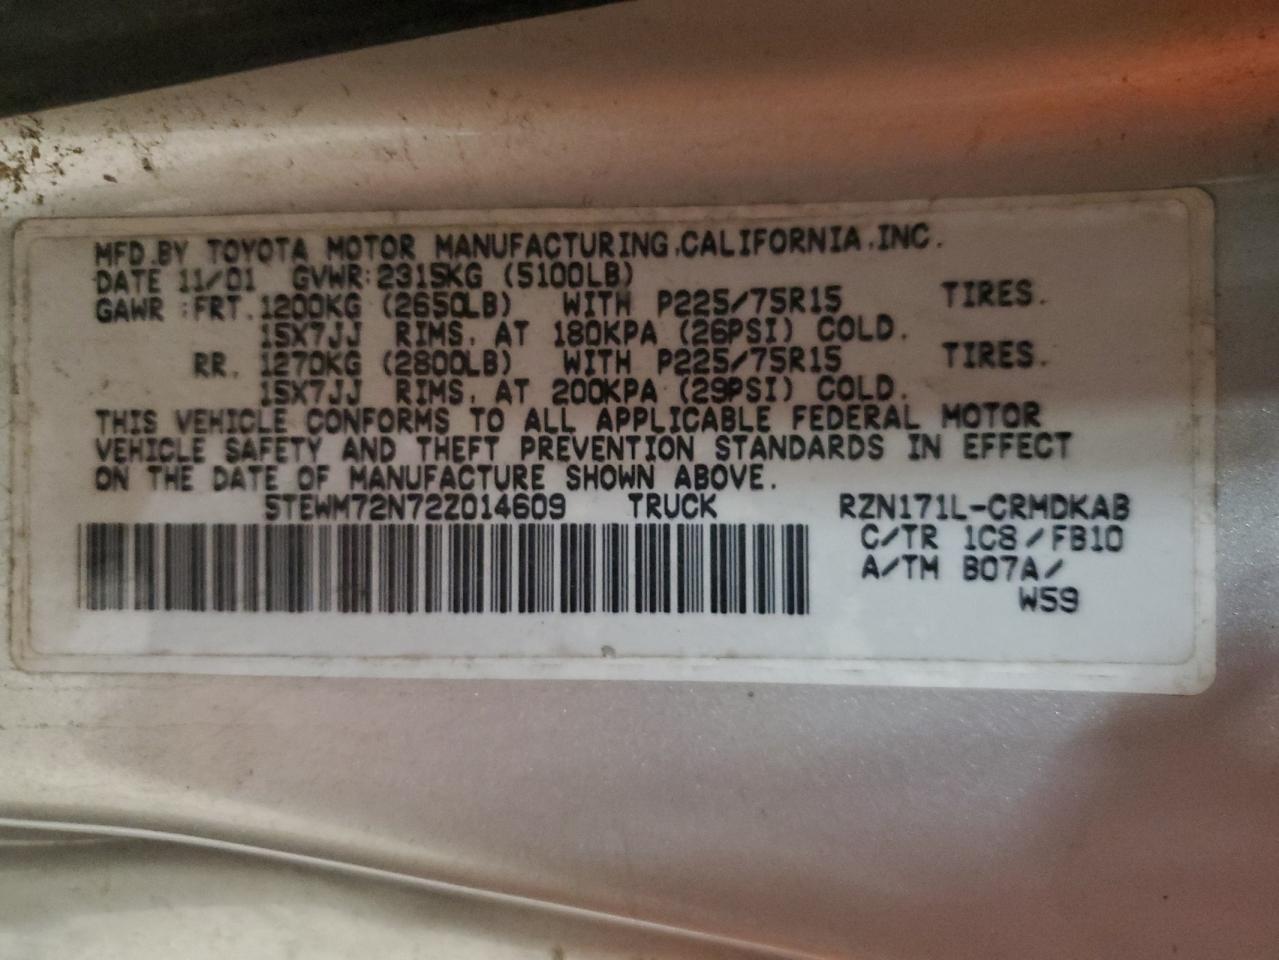 MFD.BY TOYOTA MOTOR MANUFACTURING,CALIFORNIA,INC.
DATE 11/01 GVWR:2315KG (5100LB)
GAWR :FRT. 1200KG (2650LB) WITH P225/75R15 TIRES.
15X7JJ RIMS, AT 180KPA (26PSI) COLD.
RR. 1270KG (2800LB) WITH P225/75R15 TIRES.
15X7JJ RIMS, AT 200KPA (29PSI) COLD.
THIS VEHICLE CONFORMS TO ALL APPLICABLE FEDERAL MOTOR
VEHICLE SAFETY AND THEFT PREVENTION STANDARDS IN EFFECT
ON THE DATE OF MANUFACTURE SHOWN ABOVE.
5TEWM72N72Z014609 TRUCK RZN171L-CRMDKAB
C/TR 1C8/FB10
A/TM B07A/
W59